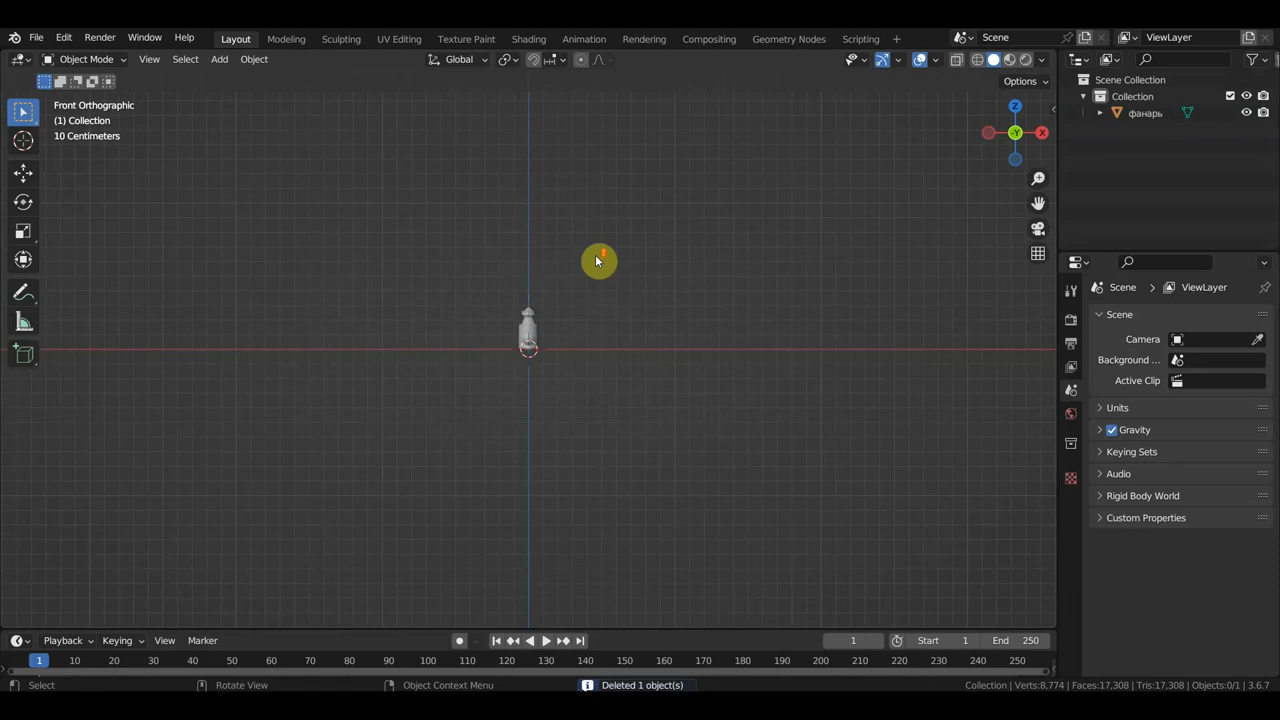 File Edit Render Window Help Layout Modeling Sculpting UV Editing Texture Paint Shading Animation Rendering Compositing Geometry Nodes Scripting + Scene ViewLayer
Object Mode View Select Add Object Global
Options
Front Orthographic
(1) Collection
10 Centimeters
Z
-Y
X
Scene Collection
Collection
фанарь
Scene > ViewLayer
Scene
Camera
Background ...
Active Clip
Units
Gravity
Keying Sets
Audio
Rigid Body World
Custom Properties
Playback Keying View Marker 1 Start 1 End 250
1 10 20 30 40 50 60 70 80 90 100 110 120 130 140 150 160 170 180 190 200 210 220 230 240 250
Select Rotate View Object Context Menu Deleted 1 object(s) Collection | Verts:8,774 | Faces:17,308 | Tris:17,308 | Objects:0/1 | 3.6.7